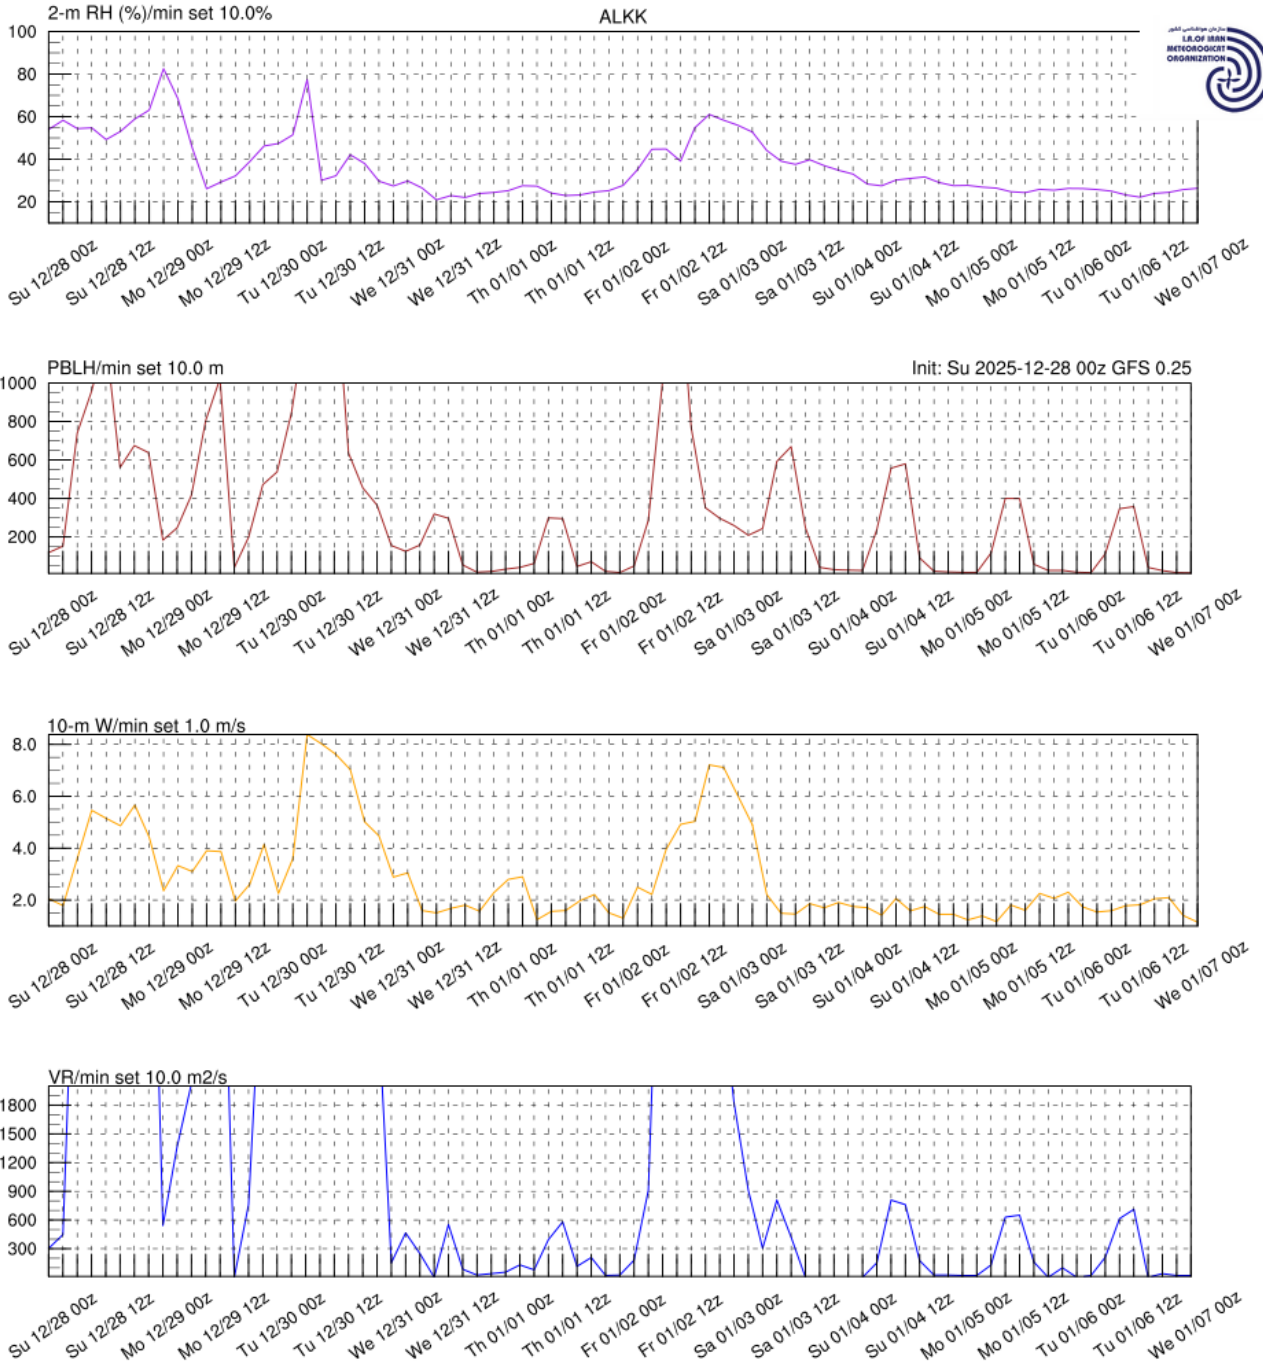 2-m RH (%)/min set 10.0%
ALKK
سازمان هواشناسی کشور
I.R.OF IRAN
METEOROGICAL
ORGANIZATION
100
80
60
40
20
Su 12/28 00z
Su 12/28 12z
Mo 12/29 00z
Mo 12/29 12z
Tu 12/30 00z
Tu 12/30 12z
We 12/31 00z
We 12/31 12z
Th 01/01 00z
Th 01/01 12z
Fr 01/02 00z
Fr 01/02 12z
Sa 01/03 00z
Sa 01/03 12z
Su 01/04 00z
Su 01/04 12z
Mo 01/05 00z
Mo 01/05 12z
Tu 01/06 00z
Tu 01/06 12z
We 01/07 00z
PBLH/min set 10.0 m
Init: Su 2025-12-28 00z GFS 0.25
1000
800
600
400
200
Su 12/28 00z
Su 12/28 12z
Mo 12/29 00z
Mo 12/29 12z
Tu 12/30 00z
Tu 12/30 12z
We 12/31 00z
We 12/31 12z
Th 01/01 00z
Th 01/01 12z
Fr 01/02 00z
Fr 01/02 12z
Sa 01/03 00z
Sa 01/03 12z
Su 01/04 00z
Su 01/04 12z
Mo 01/05 00z
Mo 01/05 12z
Tu 01/06 00z
Tu 01/06 12z
We 01/07 00z
10-m W/min set 1.0 m/s
8.0
6.0
4.0
2.0
Su 12/28 00z
Su 12/28 12z
Mo 12/29 00z
Mo 12/29 12z
Tu 12/30 00z
Tu 12/30 12z
We 12/31 00z
We 12/31 12z
Th 01/01 00z
Th 01/01 12z
Fr 01/02 00z
Fr 01/02 12z
Sa 01/03 00z
Sa 01/03 12z
Su 01/04 00z
Su 01/04 12z
Mo 01/05 00z
Mo 01/05 12z
Tu 01/06 00z
Tu 01/06 12z
We 01/07 00z
VR/min set 10.0 m2/s
1800
1500
1200
900
600
300
Su 12/28 00z
Su 12/28 12z
Mo 12/29 00z
Mo 12/29 12z
Tu 12/30 00z
Tu 12/30 12z
We 12/31 00z
We 12/31 12z
Th 01/01 00z
Th 01/01 12z
Fr 01/02 00z
Fr 01/02 12z
Sa 01/03 00z
Sa 01/03 12z
Su 01/04 00z
Su 01/04 12z
Mo 01/05 00z
Mo 01/05 12z
Tu 01/06 00z
Tu 01/06 12z
We 01/07 00z